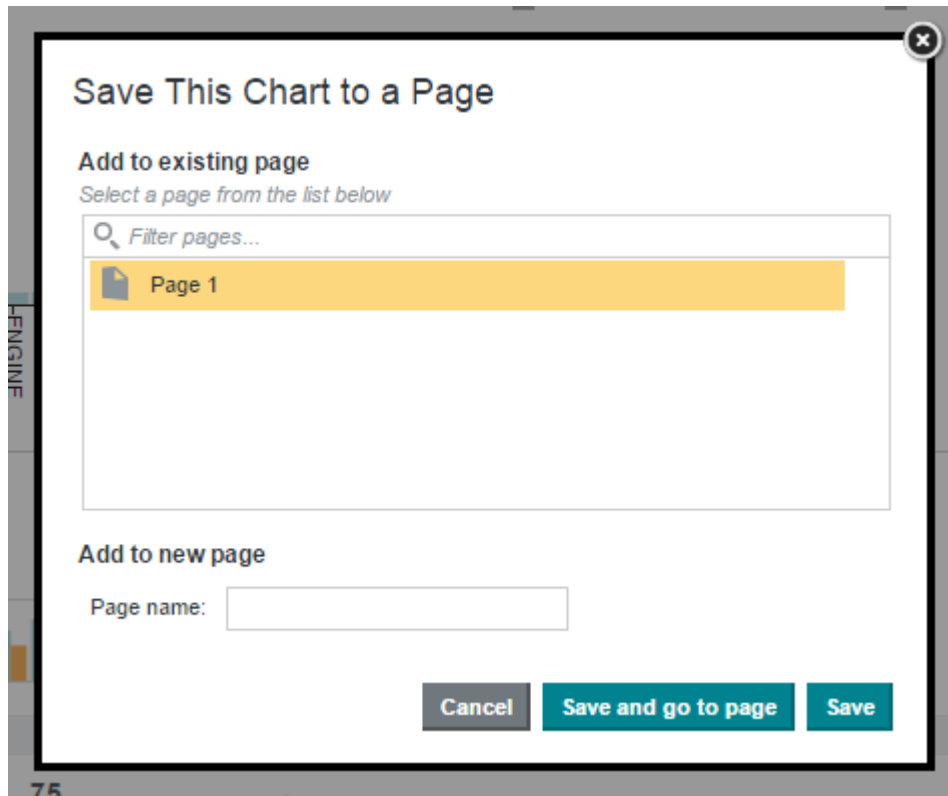 Save This Chart to a Page
Add to existing page
Select a page from the list below
Filter pages...
Page 1
-ENGINE
Add to new page
Page name:
Cancel
Save and go to page
Save
75